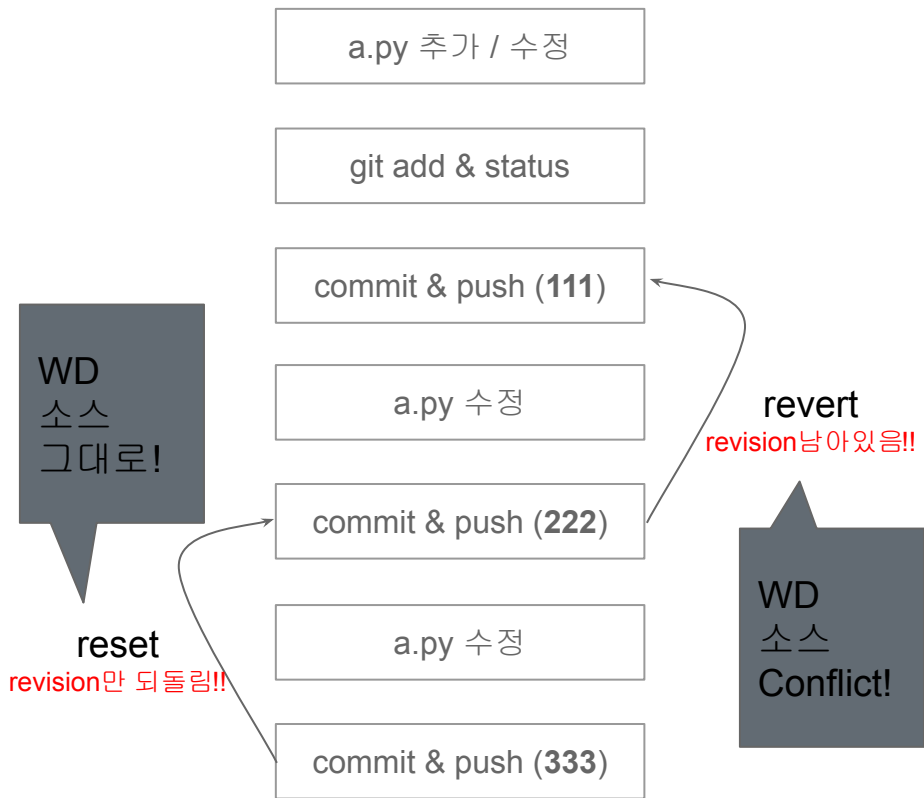 a.py 추가 / 수정
git add & status
commit & push (111)
WD
소스
그대로!
a.py 수정
revert
revision남아있음!!
commit & push (222)
WD
소스
Conflict!
reset
revision만 되돌림!!
a.py 수정
commit & push (333)